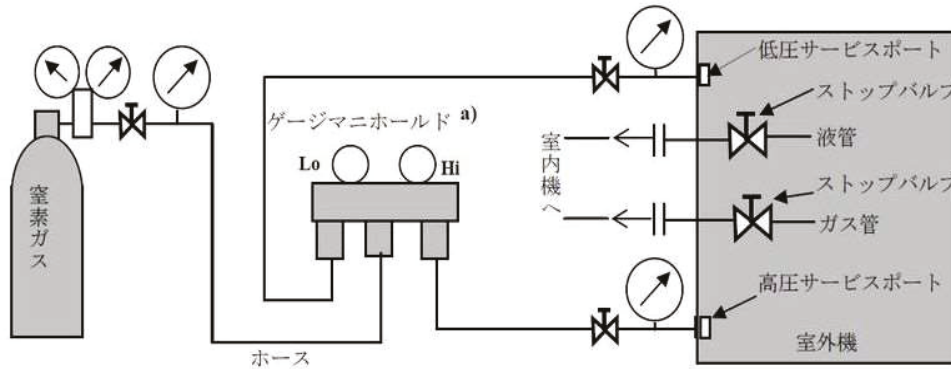 低圧サービスポート
ストップバルブ
ゲージマニホールド a)
液管
Lo
Hi
室内機へ
窒素ガス
ストップバルブ
ガス管
高圧サービスポート
室外機
ホース